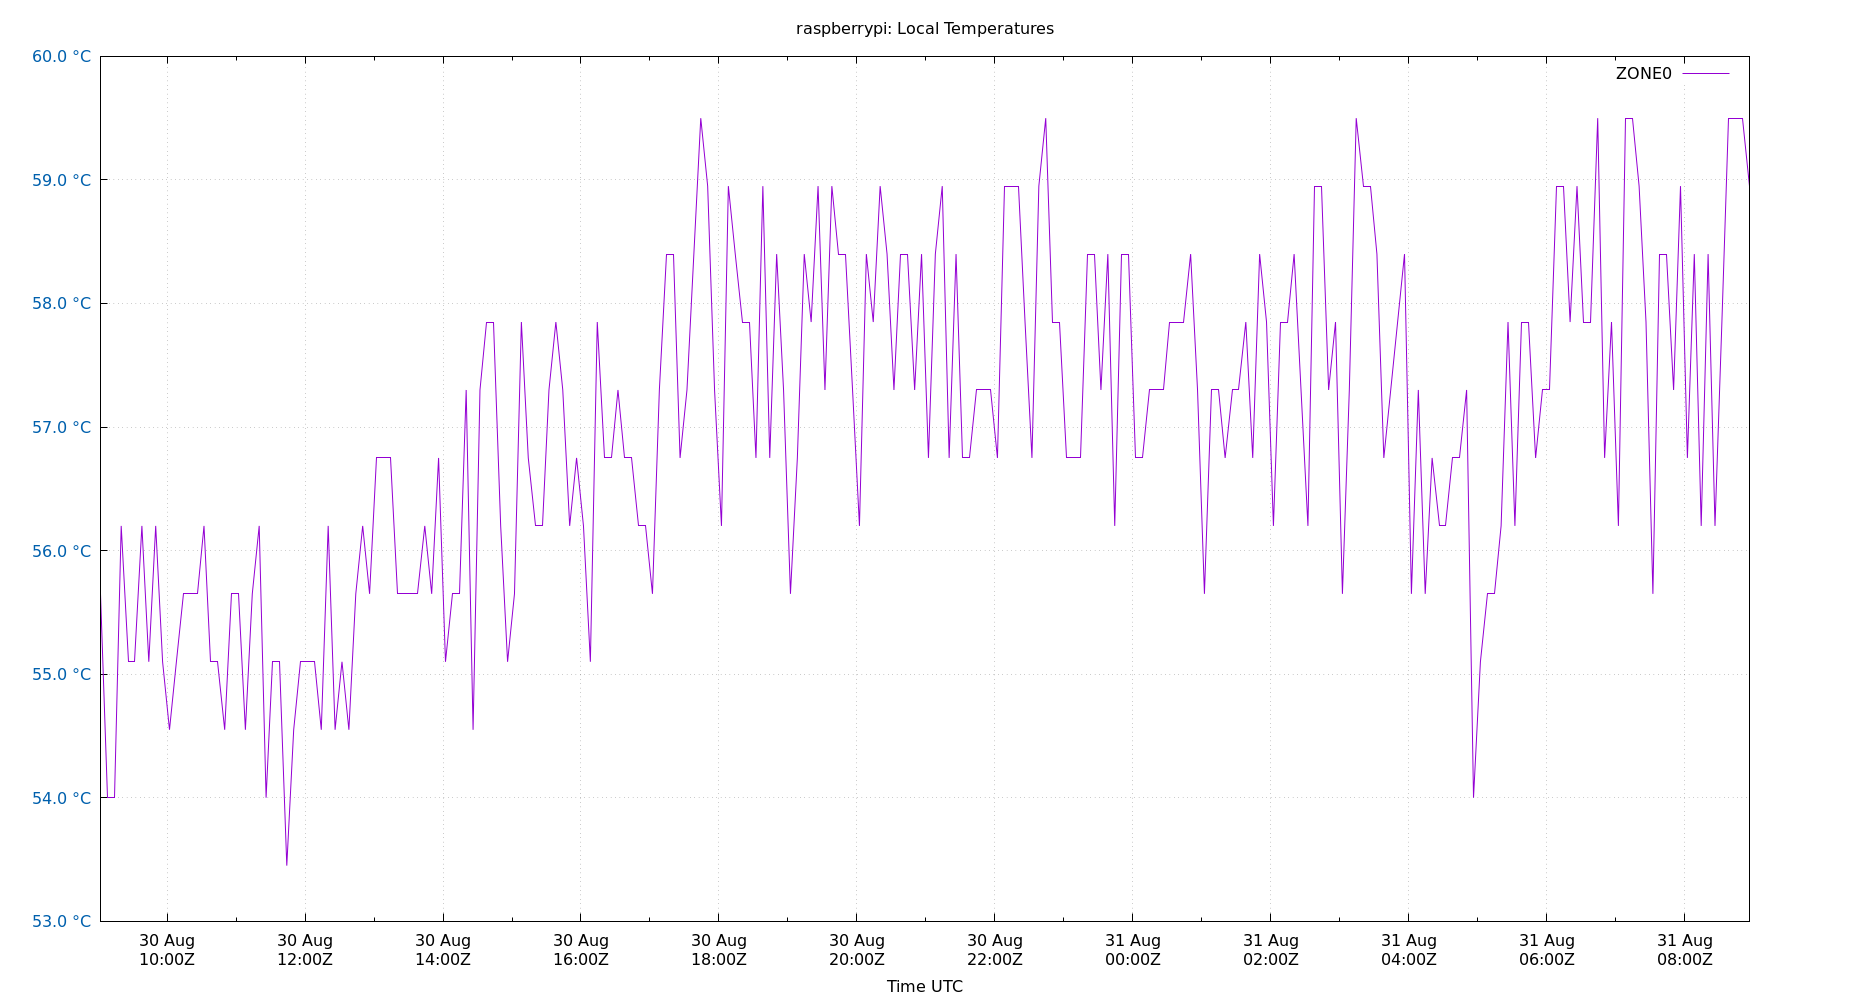 raspberrypi: Local Temperatures
60.0 °C
ZONE0
59.0 °C
58.0 °C
57.0 °C
56.0 °C
55.0 °C
54.0 °C
53.0 °C
30 Aug 30 Aug 30 Aug 30 Aug 30 Aug 30 Aug 30 Aug 31 Aug 31 Aug 31 Aug 31 Aug 31 Aug
10:00Z 12:00Z 14:00Z 16:00Z 18:00Z 20:00Z 22:00Z 00:00Z 02:00Z 04:00Z 06:00Z 08:00Z
Time UTC